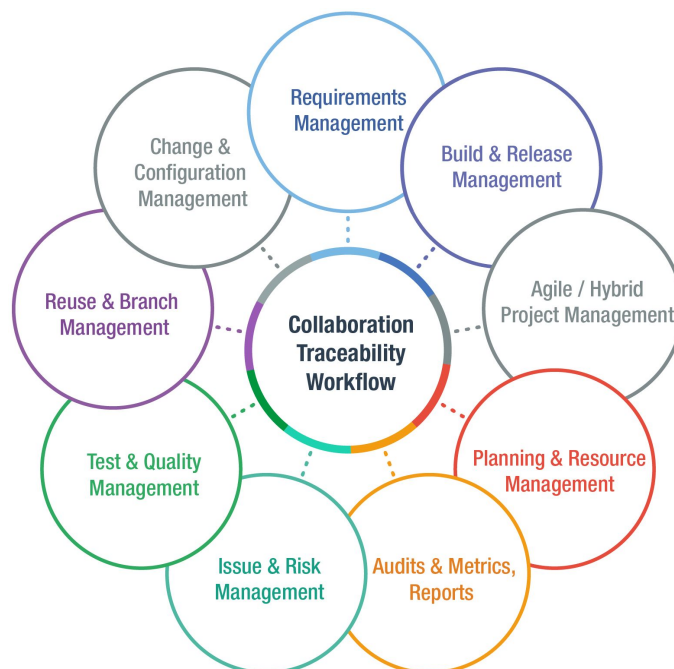 Requirements
Management
Build & Release
Management
Agile / Hybrid
Project Management
Planning & Resource
Management
Audits & Metrics,
Reports
Issue & Risk
Management
Test & Quality
Management
Reuse & Branch
Management
Change &
Configuration
Management
Collaboration
Traceability
Workflow